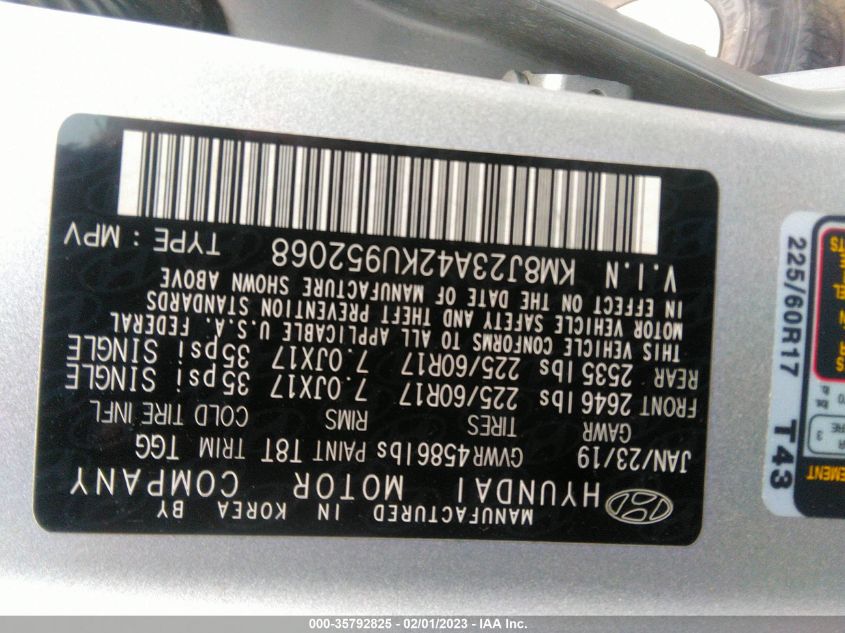 MANUFACTURED IN KOREA BY
HYUNDAI MOTOR COMPANY
JAN/23/19 GVWR4586lbs PAINT T8T TRIM TGG
GAWR TIRES RIMS COLD TIRE INFL
FRONT 2646lbs 225/60R17 7.0JX17 35psi SINGLE
REAR 2535 lbs 225/60R17 7.0JX17 35psi SINGLE
THIS VEHICLE CONFORMS TO ALL APPLICABLE U.S.A. FEDERAL
MOTOR VEHICLE SAFETY AND THEFT PREVENTION STANDARDS
IN EFFECT ON THE DATE OF MANUFACTURE SHOWN ABOVE
V.I.N KM8J23A42KU952068 TYPE : MPV
225/60R17 T43
000-35792825 - 02/01/2023 - IAA Inc.